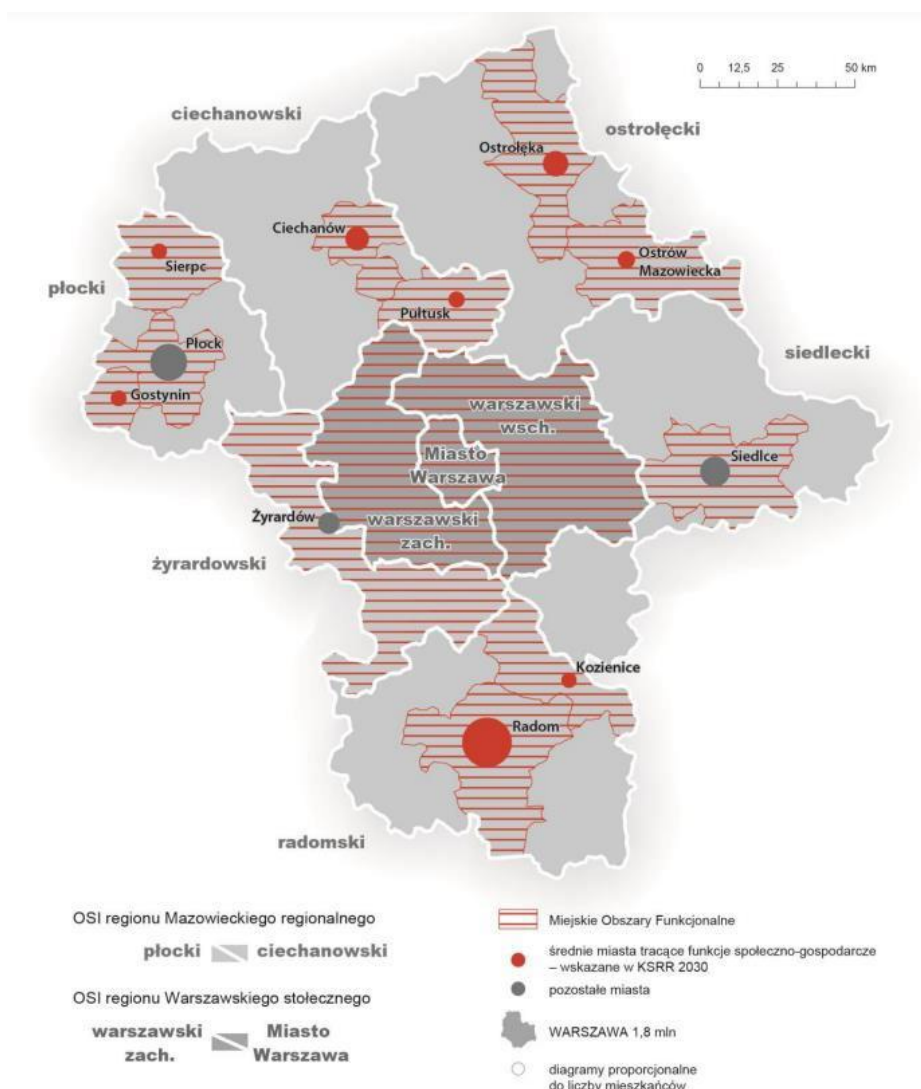 0 12,5 25 50 km
ciechanowski
ostrołęcki
Ostrołęka
Ciechanów
Sierpc
Ostrów
Mazowiecka
płocki
Pułtusk
Płock
siedlecki
Gostynin
warszawski
wsch.
Miasto
Warszawa
Siedlce
Żyrardów
warszawski
zach.
żyrardowski
Kozienice
Radom
radomski
OSI regionu Mazowieckiego regionalnego
płocki ciechanowski
OSI regionu Warszawskiego stołecznego
warszawski
zach.
Miasto
Warszawa
Miejskie Obszary Funkcjonalne
średnie miasta tracące funkcje społeczno-gospodarcze
– wskazane w KSRR 2030
pozostałe miasta
WARSZAWA 1,8 mln
diagramy proporcjonalne
do liczby mieszkańców